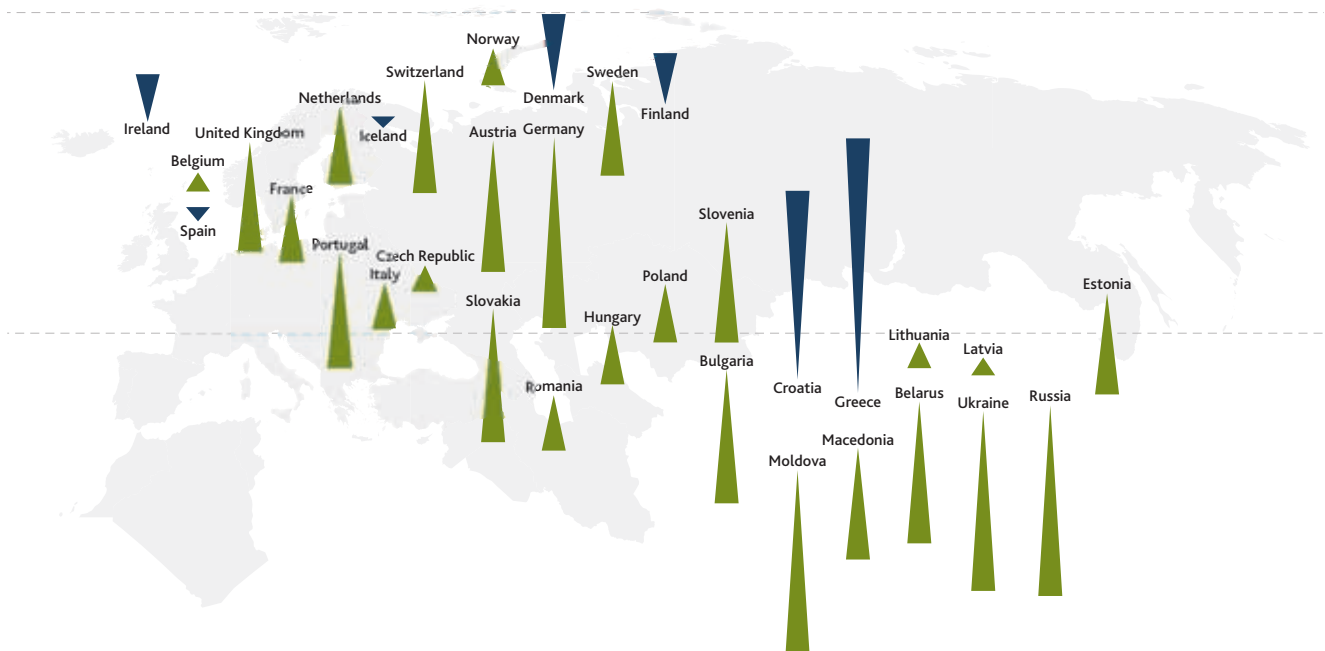 Norway
Switzerland
Sweden
Netherlands
Denmark
Finland
Ireland
United Kingdom
Iceland
Austria
Germany
Belgium
France
Spain
Slovenia
Portugal
Czech Republic
Italy
Poland
Estonia
Slovakia
Hungary
Lithuania
Latvia
Bulgaria
Romania
Croatia
Greece
Belarus
Ukraine
Russia
Macedonia
Moldova